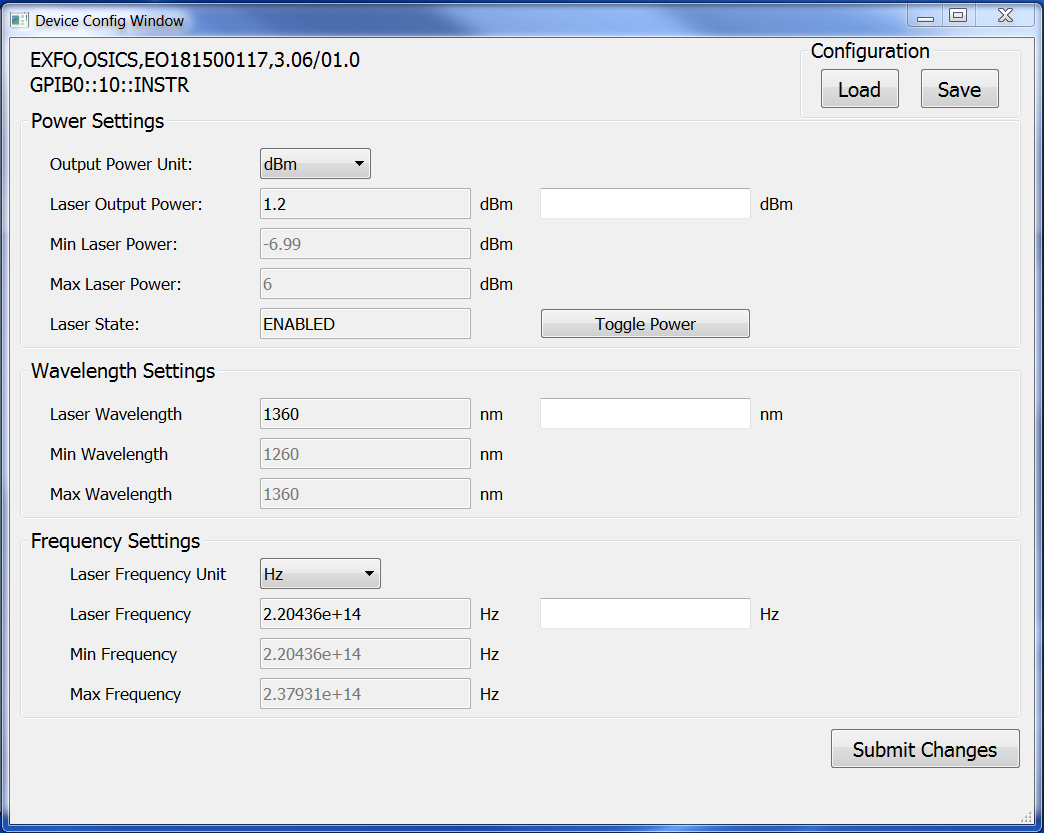 Device Config Window
EXFO,OSICS,EO181500117,3.06/01.0
GPIB0::10::INSTR
Configuration
Load Save
Power Settings
Output Power Unit: dBm
Laser Output Power: 1.2 dBm dBm
Min Laser Power: -6.99 dBm
Max Laser Power: 6 dBm
Laser State: ENABLED Toggle Power
Wavelength Settings
Laser Wavelength 1360 nm nm
Min Wavelength 1260 nm
Max Wavelength 1360 nm
Frequency Settings
Laser Frequency Unit Hz
Laser Frequency 2.20436e+14 Hz Hz
Min Frequency 2.20436e+14 Hz
Max Frequency 2.37931e+14 Hz
Submit Changes